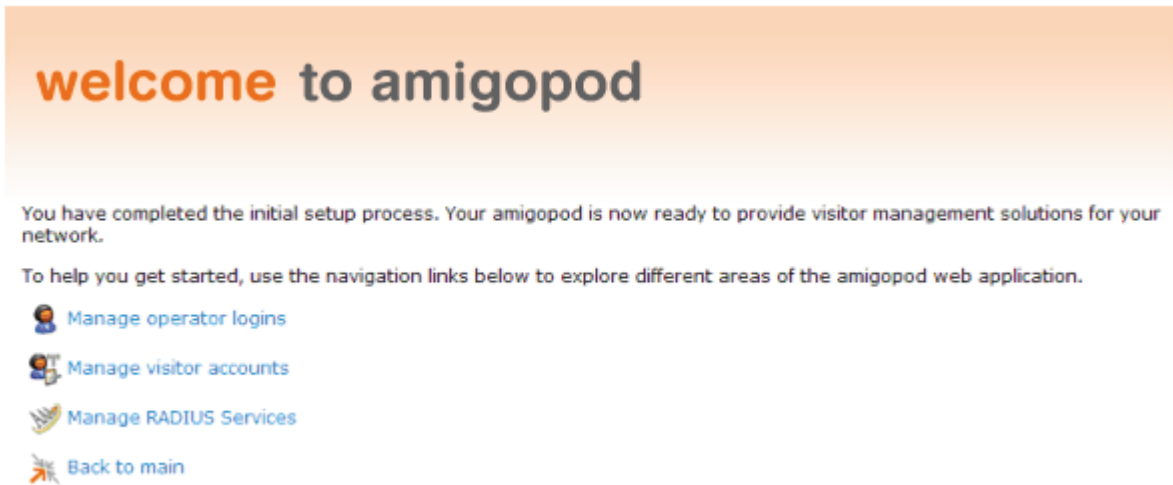 welcome to amigopod
You have completed the initial setup process. Your amigopod is now ready to provide visitor management solutions for your
network.
To help you get started, use the navigation links below to explore different areas of the amigopod web application.
Manage operator logins
Manage visitor accounts
Manage RADIUS Services
Back to main